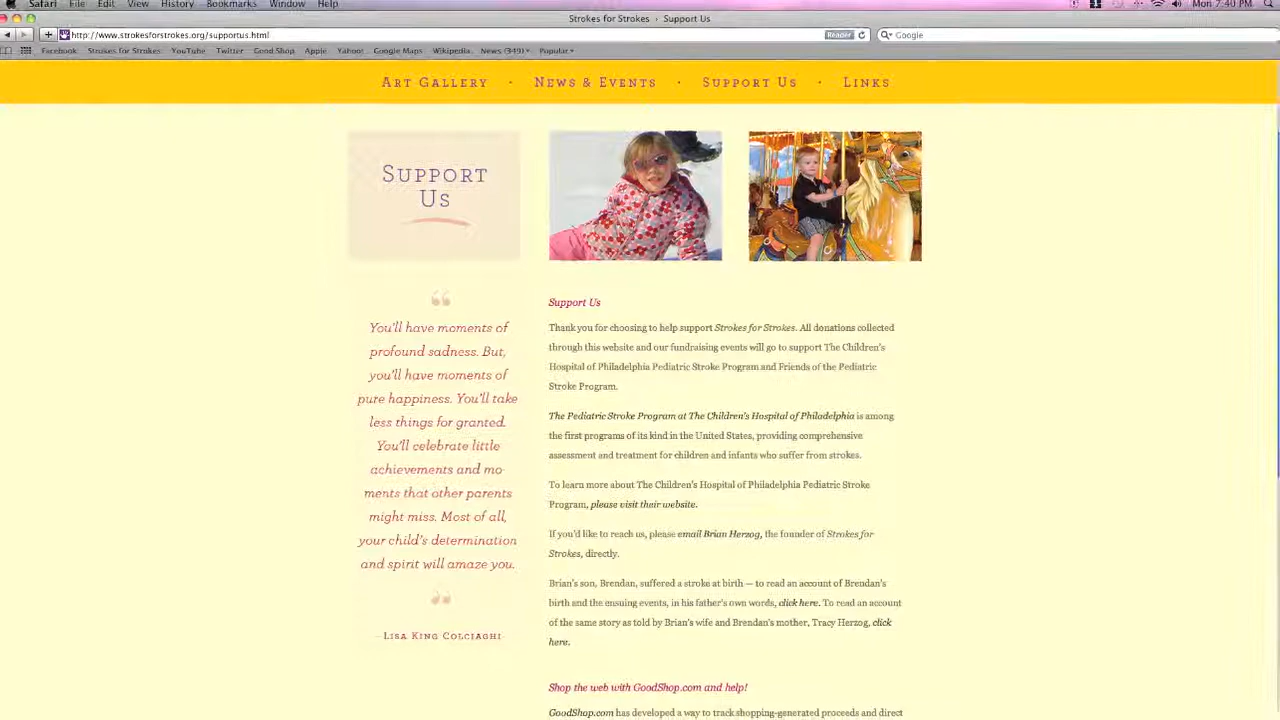 Safari File Edit View History Bookmarks Window Help Mon 7:40 PM
Strokes for Strokes › Support Us
http://www.strokesforstrokes.org/supportus.html Reader Google
Facebook Strokes for Strokes YouTube Twitter Good Shop Apple Yahoo! Google Maps Wikipedia News (349) Popular
ART GALLERY · NEWS & EVENTS · SUPPORT US · LINKS
SUPPORT
US
“
You'll have moments of
profound sadness. But,
you'll have moments of
pure happiness. You'll take
less things for granted.
You'll celebrate little
achievements and mo-
ments that other parents
might miss. Most of all,
your child's determination
and spirit will amaze you.
”
LISA KING COLCIAGHI
Support Us
Thank you for choosing to help support Strokes for Strokes. All donations collected
through this website and our fundraising events will go to support The Children's
Hospital of Philadelphia Pediatric Stroke Program and Friends of the Pediatric
Stroke Program.
The Pediatric Stroke Program at The Children's Hospital of Philadelphia is among
the first programs of its kind in the United States, providing comprehensive
assessment and treatment for children and infants who suffer from strokes.
To learn more about The Children's Hospital of Philadelphia Pediatric Stroke
Program, please visit their website.
If you'd like to reach us, please email Brian Herzog, the founder of Strokes for
Strokes, directly.
Brian's son, Brendan, suffered a stroke at birth — to read an account of Brendan's
birth and the ensuing events, in his father's own words, click here. To read an account
of the same story as told by Brian's wife and Brendan's mother, Tracy Herzog, click
here.
Shop the web with GoodShop.com and help!
GoodShop.com has developed a way to track shopping-generated proceeds and direct